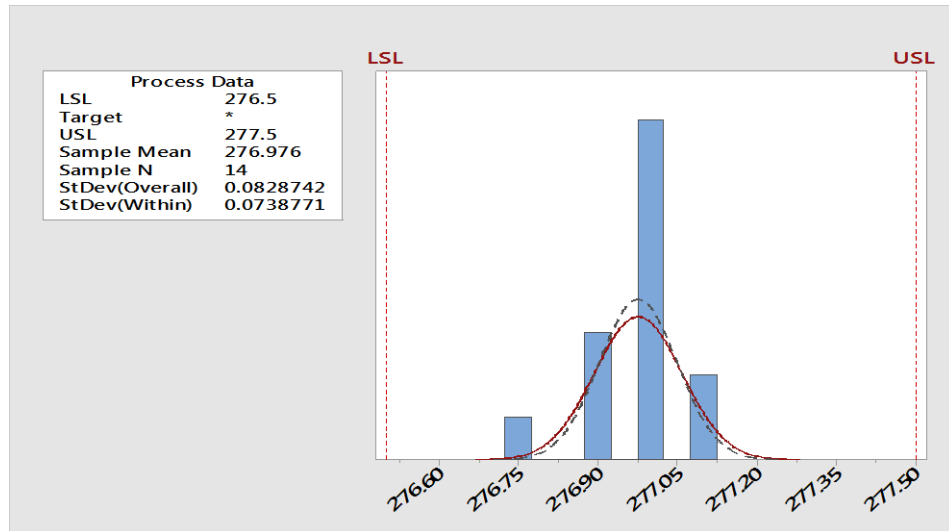 LSL USL
Process Data
LSL 276.5
Target *
USL 277.5
Sample Mean 276.976
Sample N 14
StDev(Overall) 0.0828742
StDev(Within) 0.0738771
276.60 276.75 276.90 277.05 277.20 277.35 277.50